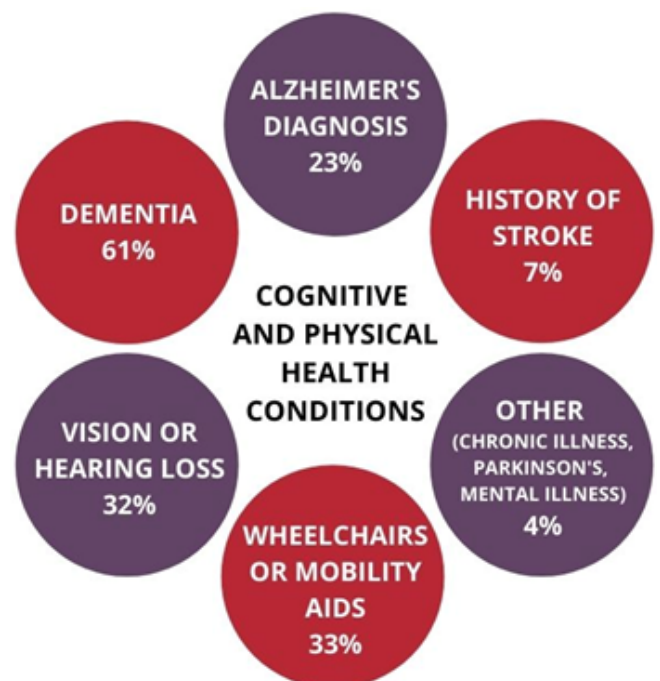 ALZHEIMER'S
DIAGNOSIS
23%
HISTORY OF
STROKE
7%
OTHER
(CHRONIC ILLNESS,
PARKINSON'S,
MENTAL ILLNESS)
4%
WHEELCHAIRS
OR MOBILITY
AIDS
33%
VISION OR
HEARING LOSS
32%
DEMENTIA
61%
COGNITIVE
AND PHYSICAL
HEALTH
CONDITIONS